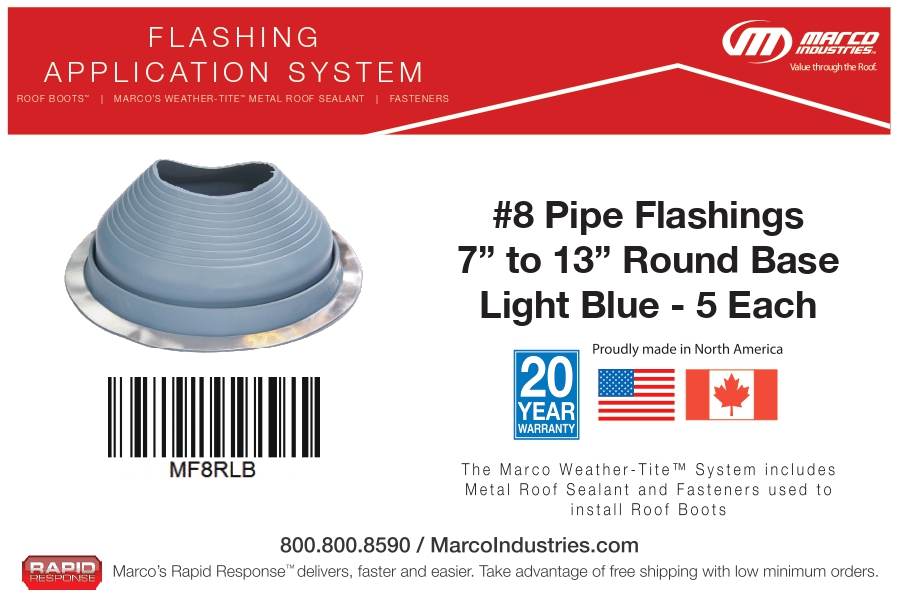 FLASHING
APPLICATION SYSTEM
ROOF BOOTS™ | MARCO'S WEATHER-TITE™ METAL ROOF SEALANT | FASTENERS
MARCO
INDUSTRIES™
Value through the Roof.
#8 Pipe Flashings
7” to 13” Round Base
Light Blue - 5 Each
Proudly made in North America
20
YEAR
WARRANTY
MF8RLB
The Marco Weather-Tite™ System includes
Metal Roof Sealant and Fasteners used to
install Roof Boots
800.800.8590 / MarcoIndustries.com
RAPID
RESPONSE
Marco’s Rapid Response™ delivers, faster and easier. Take advantage of free shipping with low minimum orders.